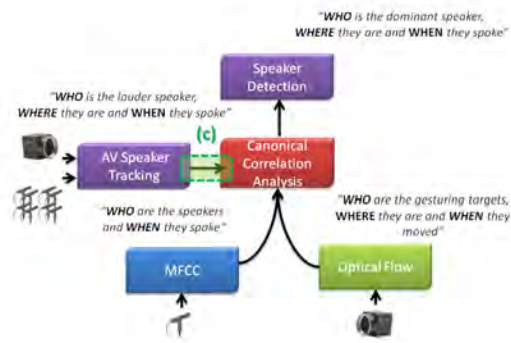 "WHO is the dominant speaker,
WHERE they are and WHEN they spoke"
Speaker
Detection
"WHO is the louder speaker,
WHERE they are and WHEN they spoke"
(c)
AV Speaker
Tracking
Canonical
Correlation
Analysis
"WHO are the speakers
and WHEN they spoke"
"WHO are the gesturing targets,
WHERE they are and WHEN they
moved"
MFCC
Optical Flow